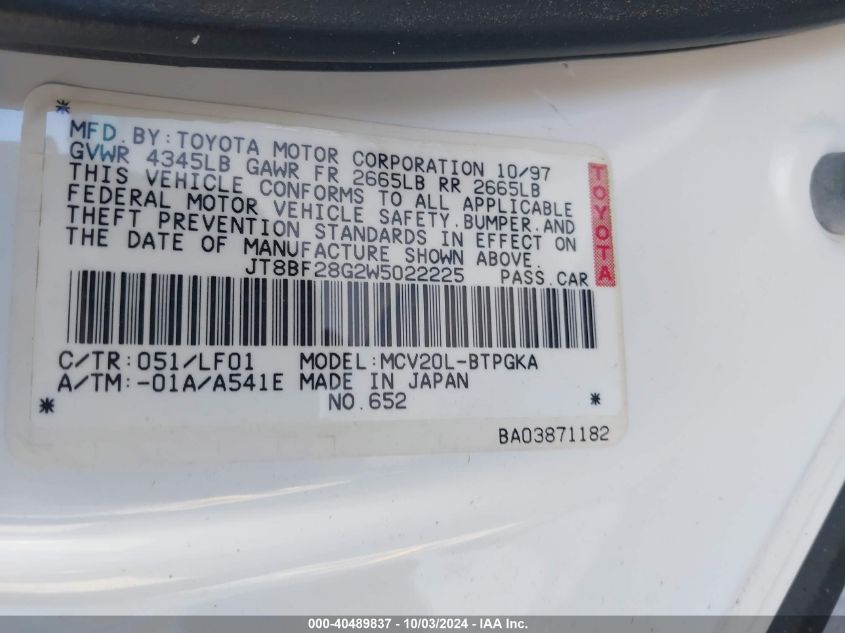 MFD. BY: TOYOTA MOTOR CORPORATION 10/97
GVWR 4345LB GAWR FR 2665LB RR 2665LB
THIS VEHICLE CONFORMS TO ALL APPLICABLE
FEDERAL MOTOR VEHICLE SAFETY.BUMPER.AND
THEFT PREVENTION STANDARDS IN EFFECT ON
THE DATE OF MANUFACTURE SHOWN ABOVE.
JT8BF28G2W5022225 PASS.CAR
TOYOTA
C/TR:051/LF01 MODEL:MCV20L-BTPGKA
A/TM:-01A/A541E MADE IN JAPAN
* NO.652 *
BA03871182
000-40489837 - 10/03/2024 - IAA Inc.